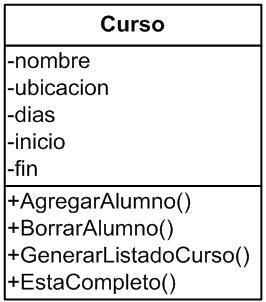 Curso
-nombre
-ubicacion
-dias
-inicio
-fin
+AgregarAlumno()
+BorrarAlumno()
+GenerarListadoCurso()
+EstaCompleto()